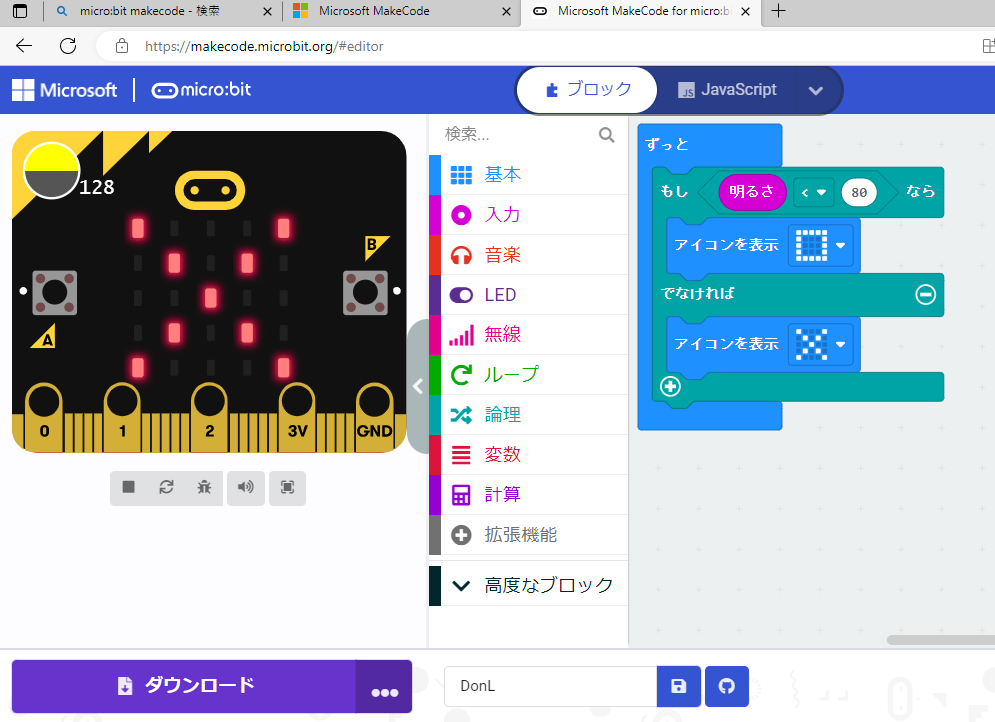 micro:bit makecode - 検索
Microsoft MakeCode
Microsoft MakeCode for micro:b
https://makecode.microbit.org/#editor
Microsoft
micro:bit
ブロック
JS
JavaScript
128
B
A
0
1
2
3V
GND
検索...
基本
入力
音楽
LED
無線
ループ
論理
変数
計算
拡張機能
高度なブロック
ずっと
もし 明るさ < 80 なら
アイコンを表示
でなければ
アイコンを表示
ダウンロード
DonL